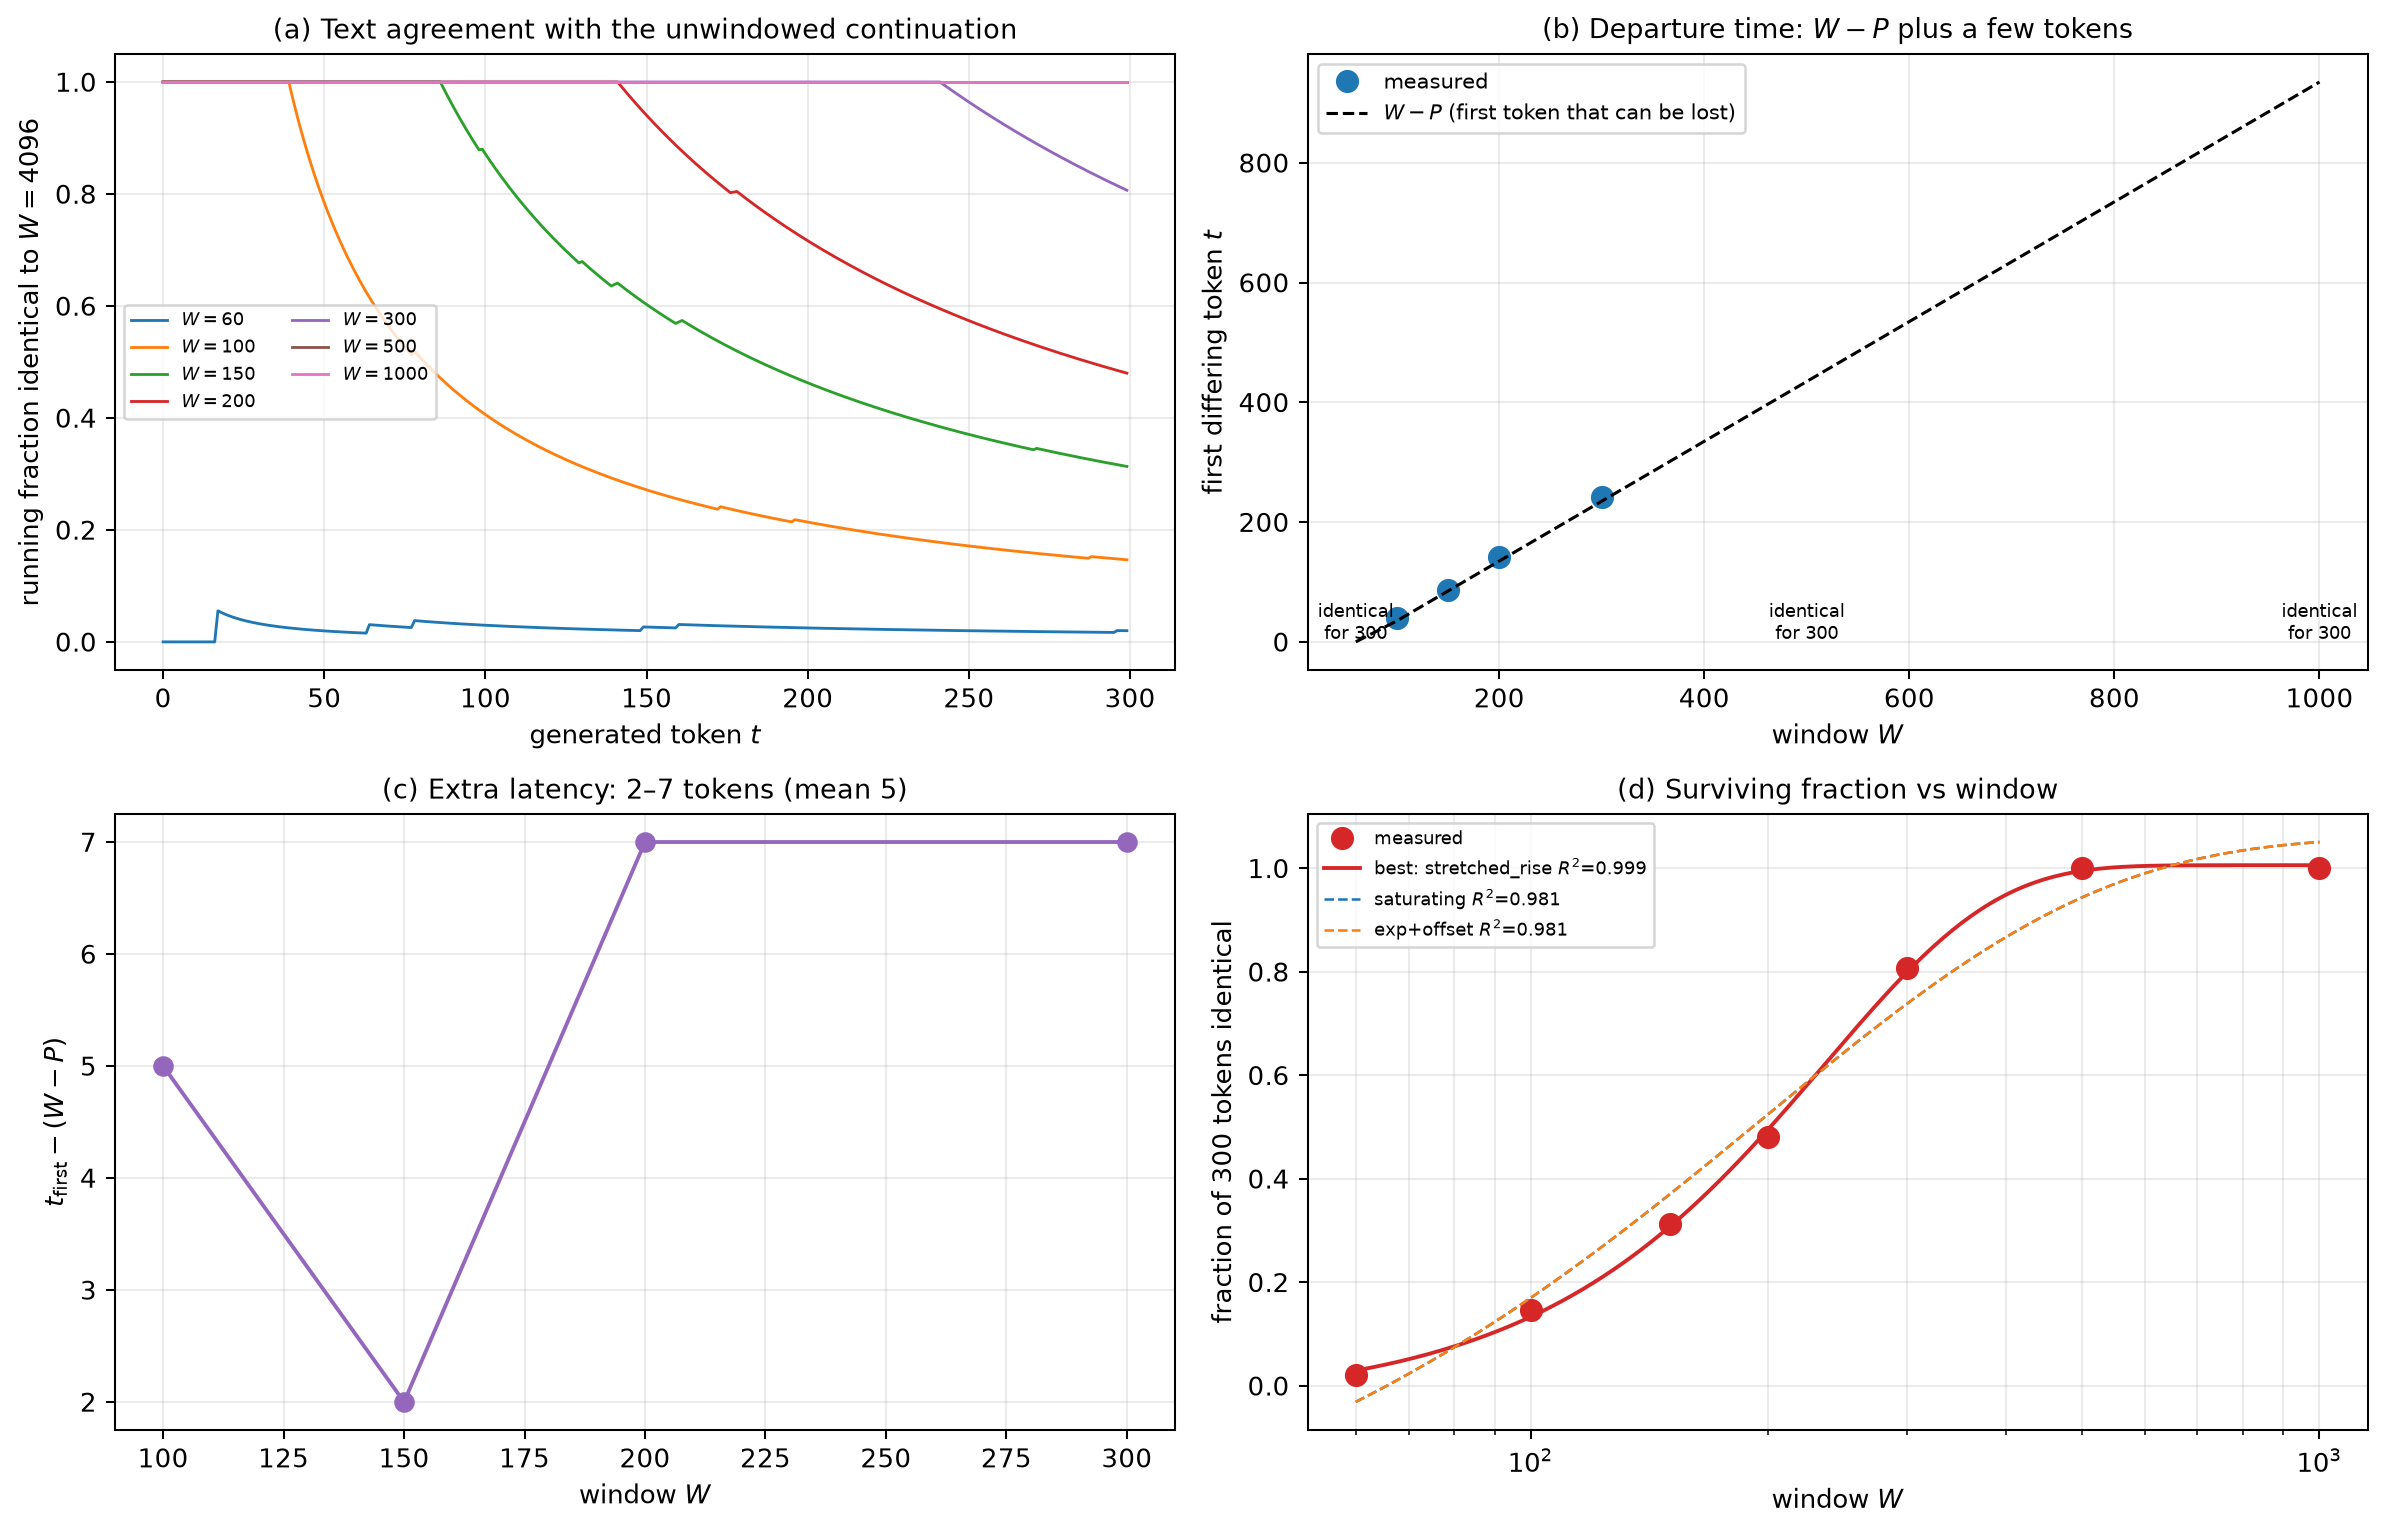 (a) Text agreement with the unwindowed continuation
running fraction identical to W = 4096
1.0
0.8
0.6
0.4
0.2
0.0
W = 60
W = 100
W = 150
W = 200
W = 300
W = 500
W = 1000
0 50 100 150 200 250 300
generated token t
(b) Departure time: W − P plus a few tokens
first differing token t
800
600
400
200
0
measured
W − P (first token that can be lost)
identical
for 300
identical
for 300
identical
for 300
200 400 600 800 1000
window W
(c) Extra latency: 2–7 tokens (mean 5)
t_first − (W − P)
7
6
5
4
3
2
100 125 150 175 200 225 250 275 300
window W
(d) Surviving fraction vs window
fraction of 300 tokens identical
1.0
0.8
0.6
0.4
0.2
0.0
measured
best: stretched_rise R²=0.999
saturating R²=0.981
exp+offset R²=0.981
10² 10³
window W